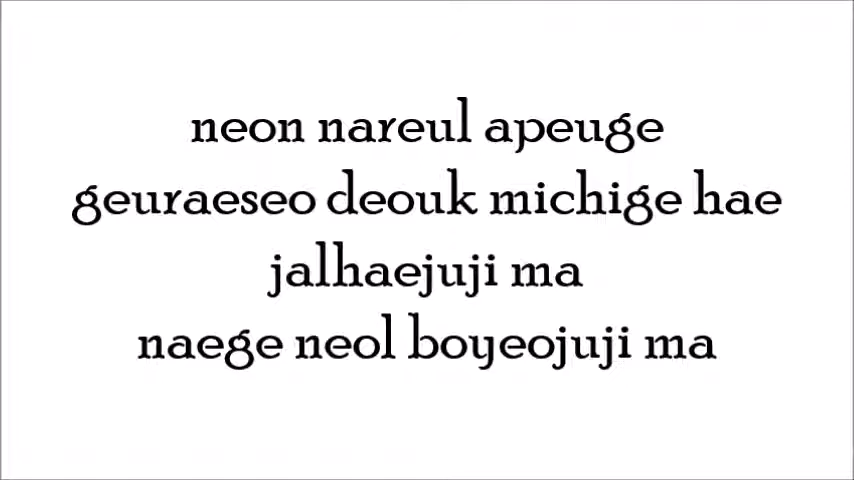 neon nareul apeuge
geuraeseo deouk michige hae
jalhaejuji ma
naege neol boyeojuji ma